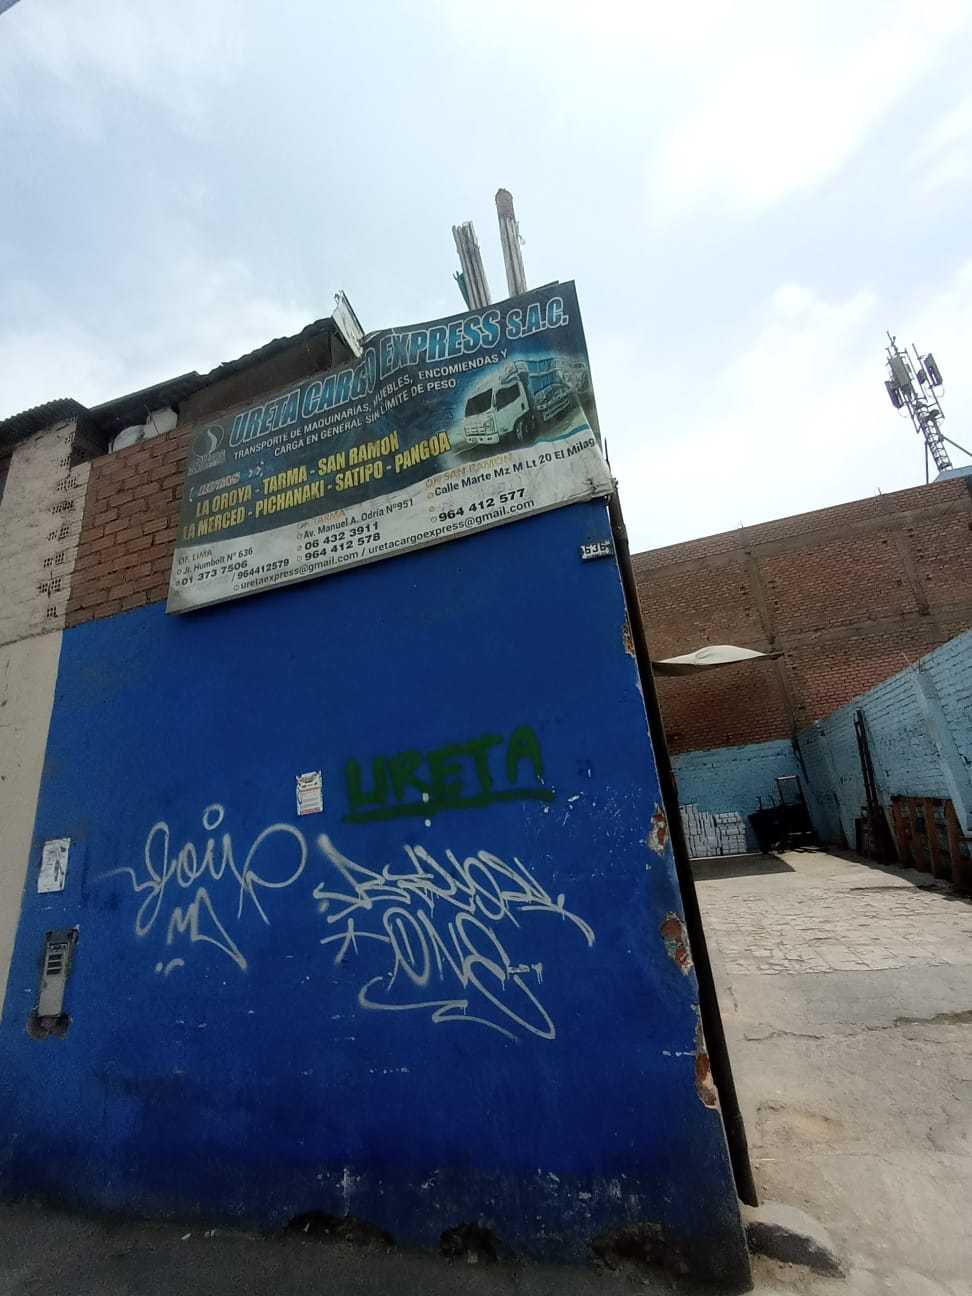 URETA CARGO EXPRESS S.A.C.
TRANSPORTE DE MAQUINARIAS, MUEBLES, ENCOMIENDAS Y
CARGA EN GENERAL SIN LIMITE DE PESO
LA OROYA - TARMA - SAN RAMON
LA MERCED - PICHANAKI - SATIPO - PANGOA
OF. LIMA
Jr. Humbolt N° 636
01 373 7506 / 964412579
uretaexpress@gmail.com / uretacargoexpress@gmail.com
TARMA
Av. Manuel A. Odria N°951
06 432 3911
964 412 578
OF. SAN RAMON
Calle Marte Mz M Lt 20 El Milag
964 412 577
636
URETA